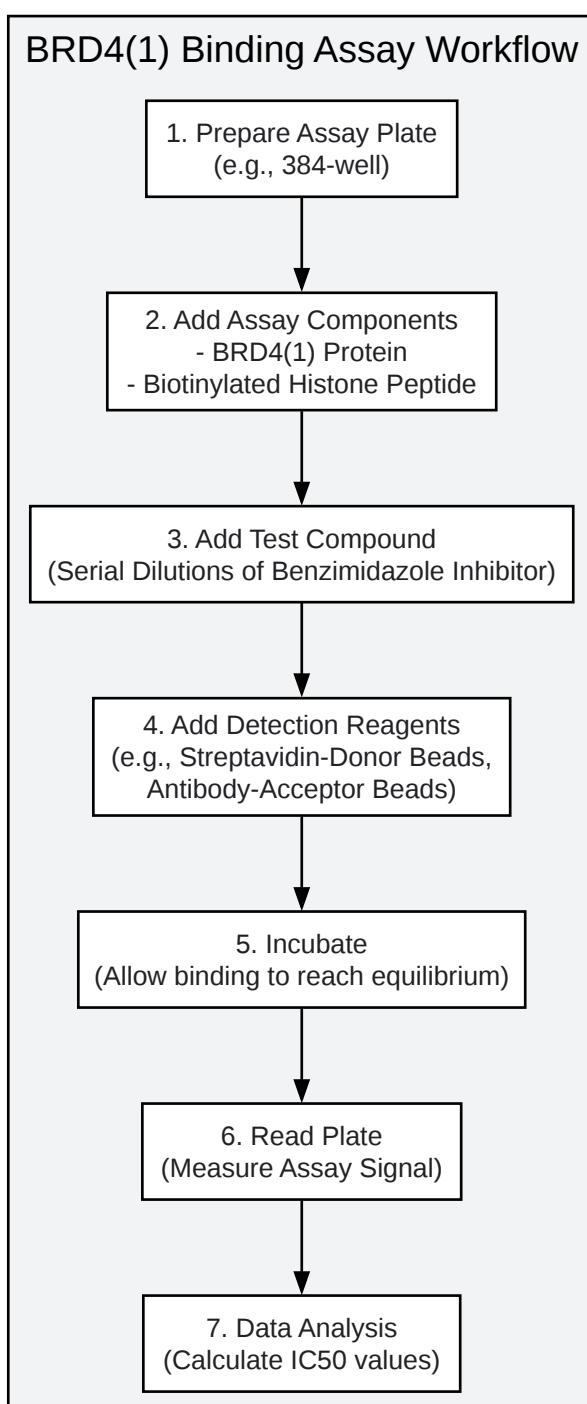 BRD4(1) Binding Assay Workflow
1. Prepare Assay Plate
(e.g., 384-well)
2. Add Assay Components
- BRD4(1) Protein
- Biotinylated Histone Peptide
3. Add Test Compound
(Serial Dilutions of Benzimidazole Inhibitor)
4. Add Detection Reagents
(e.g., Streptavidin-Donor Beads,
Antibody-Acceptor Beads)
5. Incubate
(Allow binding to reach equilibrium)
6. Read Plate
(Measure Assay Signal)
7. Data Analysis
(Calculate IC50 values)